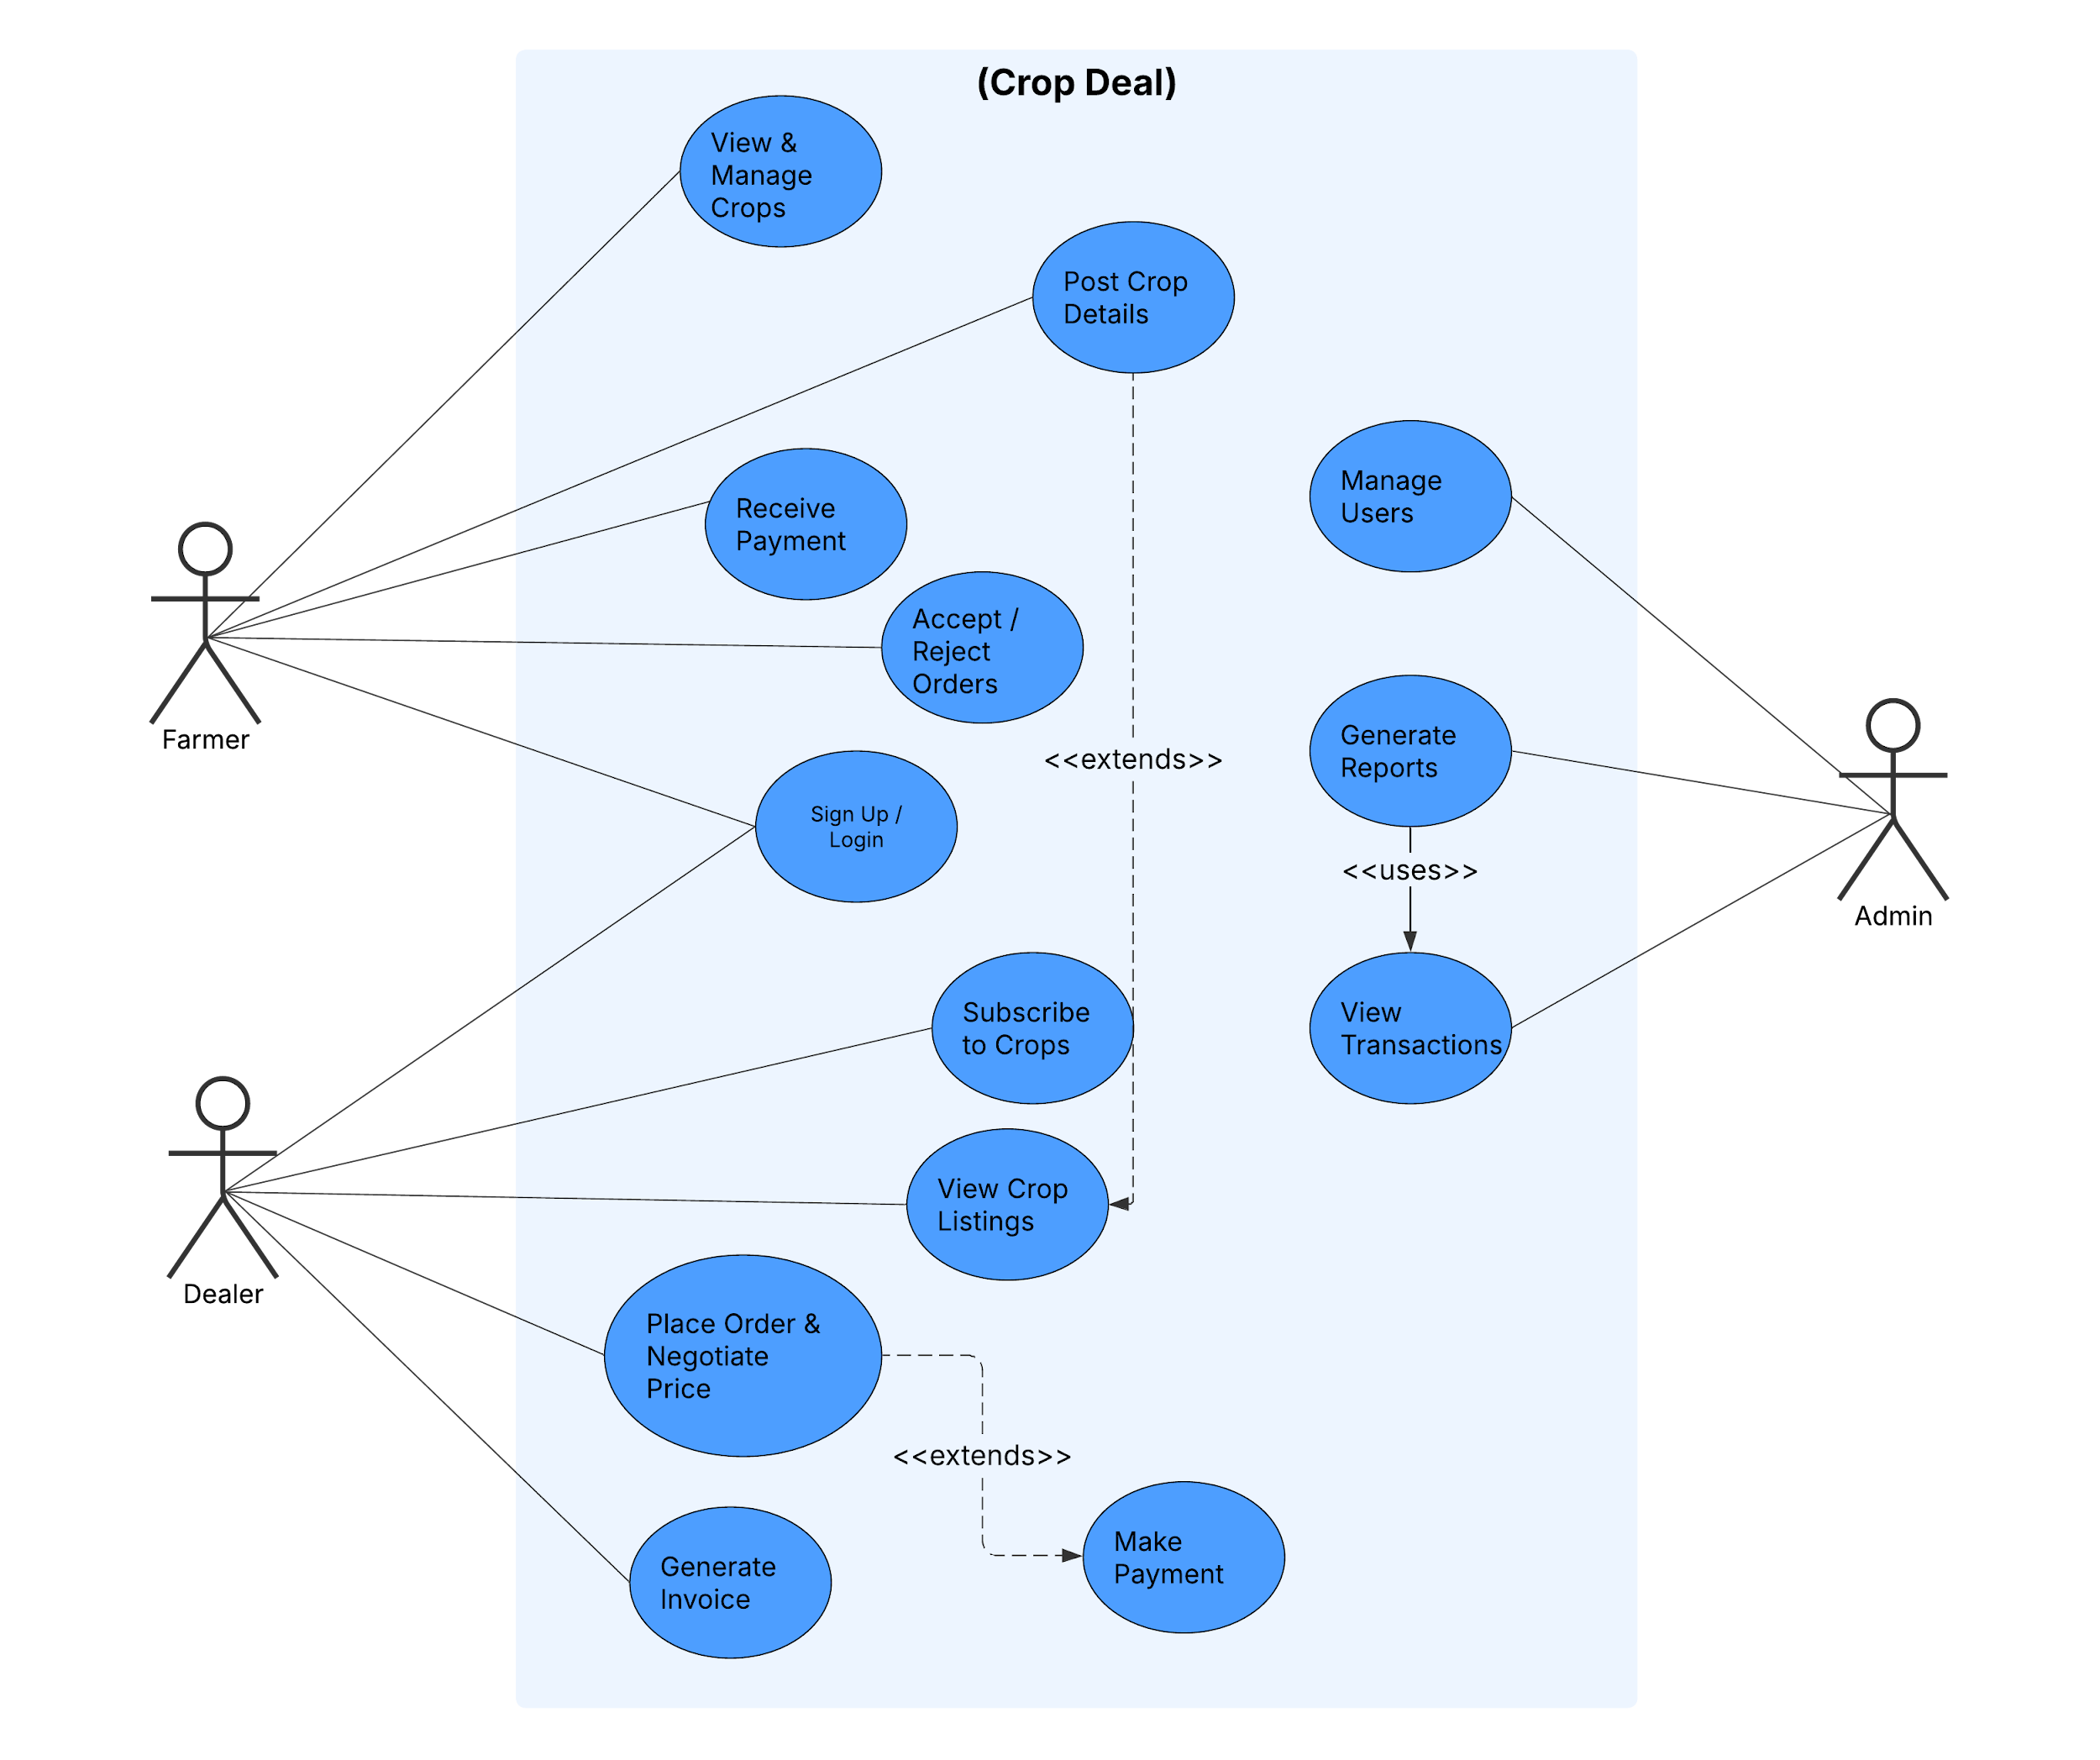 (Crop Deal)
View &
Manage
Crops
Post Crop
Details
Receive
Payment
Manage
Users
Accept /
Reject
Orders
Farmer
<<extends>>
Generate
Reports
Sign Up /
Login
<<uses>>
Admin
Subscribe
to Crops
View
Transactions
View Crop
Listings
Dealer
Place Order &
Negotiate
Price
<<extends>>
Make
Payment
Generate
Invoice